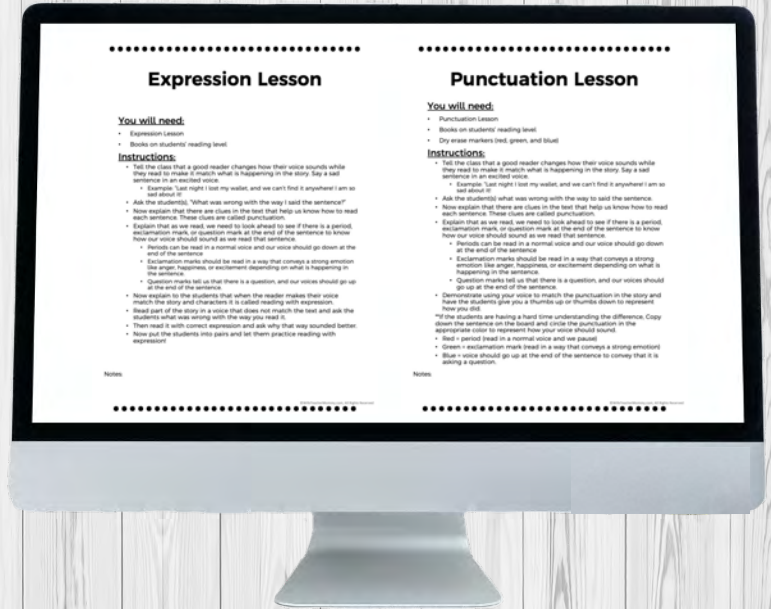 Expression Lesson
You will need:
• Expression Lesson
• Books on students' reading level
Instructions:
• Tell the class that a good reader changes how their voice sounds while
they read to make it match what is happening in the story. Say a sad
sentence in an excited voice.
• Example: "Last night I lost my wallet, and we can't find it anywhere! I am so
sad about it!
• Ask the student(s), "What was wrong with the way I said the sentence?"
• Now explain that there are clues in the text that help us know how to read
each sentence. These clues are called punctuation.
• Explain that as we read, we need to look ahead to see if there is a period,
exclamation mark, or question mark at the end of the sentence to know
how our voice should sound as we read that sentence.
• Periods can be read in a normal voice and our voice should go down at the
end of the sentence
• Exclamation marks should be read in a way that conveys a strong emotion
like anger, happiness, or excitement depending on what is happening in
the sentence.
• Question marks tell us that there is a question, and our voices should go up
at the end of the sentence.
• Now explain to the students that when the reader makes their voice
match the story and characters it is called reading with expression.
• Read part of the story in a voice that does not match the text and ask the
students what was wrong with the way you read it.
• Then read it with correct expression and ask why that way sounded better.
• Now put the students into pairs and let them practice reading with
expression!
Notes:
Punctuation Lesson
You will need:
• Punctuation Lesson
• Books on students' reading level
• Dry erase markers (red, green, and blue)
Instructions:
• Tell the class that a good reader changes how their voice sounds while
they read to make it match what is happening in the story. Say a sad
sentence in an excited voice.
• Example: "Last night I lost my wallet, and we can't find it anywhere! I am so
sad about it!
• Ask the student(s) what was wrong with the way to said the sentence.
• Now explain that there are clues in the text that help us know how to read
each sentence. These clues are called punctuation.
• Explain that as we read, we need to look ahead to see if there is a period,
exclamation mark, or question mark at the end of the sentence to know
how our voice should sound as we read that sentence.
• Periods can be read in a normal voice and our voice should go down
at the end of the sentence
• Exclamation marks should be read in a way that conveys a strong
emotion like anger, happiness, or excitement depending on what is
happening in the sentence.
• Question marks tell us that there is a question, and our voices should
go up at the end of the sentence.
• Demonstrate using your voice to match the punctuation in the story and
have the students give you a thumbs up or thumbs down to represent
how you did.
**If the students are having a hard time understanding the difference. Copy
down the sentence on the board and circle the punctuation in the
appropriate color to represent how your voice should sound.
• Red = period (read in a normal voice and we pause)
• Green = exclamation mark (read in a way that conveys a strong emotion)
• Blue = voice should go up at the end of the sentence to convey that it is
asking a question.
Notes: